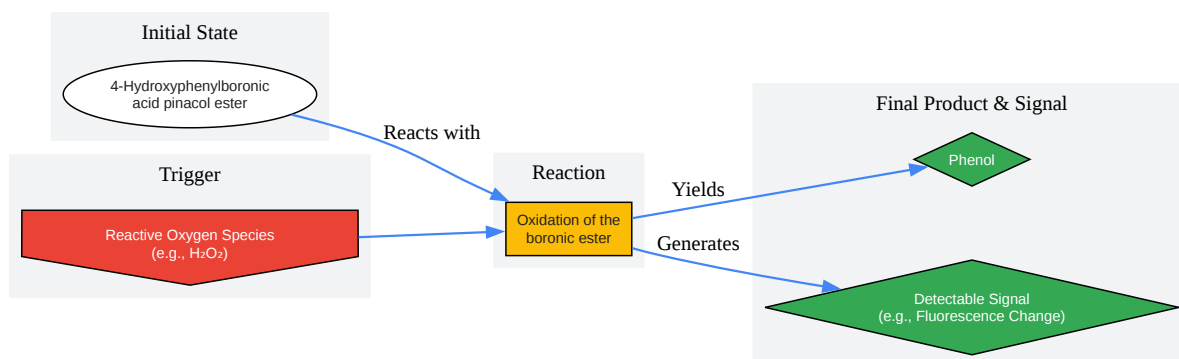 Initial State
4-Hydroxyphenylboronic
acid pinacol ester
Reacts with
Trigger
Reactive Oxygen Species
(e.g., H₂O₂)
Reaction
Oxidation of the
boronic ester
Yields
Generates
Final Product & Signal
Phenol
Detectable Signal
(e.g., Fluorescence Change)